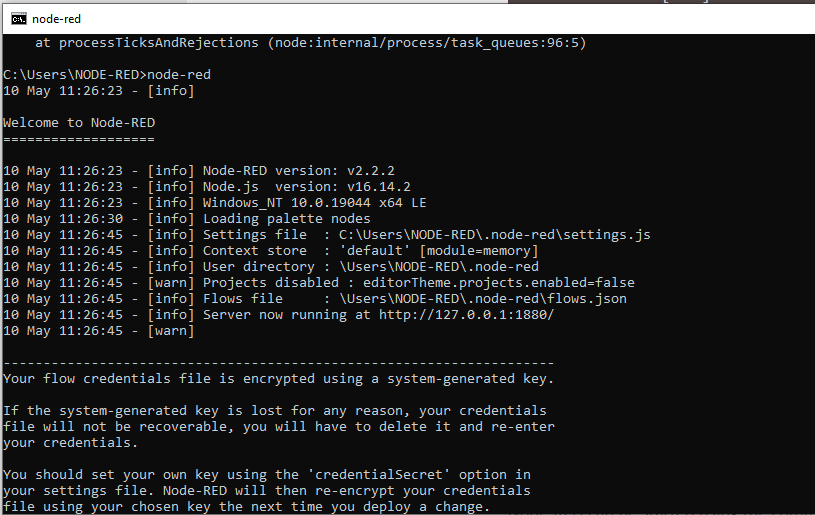 node-red
at processTicksAndRejections (node:internal/process/task_queues:96:5)
C:\Users\NODE-RED>node-red
10 May 11:26:23 - [info]
Welcome to Node-RED
===================
10 May 11:26:23 - [info] Node-RED version: v2.2.2
10 May 11:26:23 - [info] Node.js  version: v16.14.2
10 May 11:26:23 - [info] Windows_NT 10.0.19044 x64 LE
10 May 11:26:30 - [info] Loading palette nodes
10 May 11:26:45 - [info] Settings file  : C:\Users\NODE-RED\.node-red\settings.js
10 May 11:26:45 - [info] Context store  : 'default' [module=memory]
10 May 11:26:45 - [info] User directory : \Users\NODE-RED\.node-red
10 May 11:26:45 - [warn] Projects disabled : editorTheme.projects.enabled=false
10 May 11:26:45 - [info] Flows file     : \Users\NODE-RED\.node-red\flows.json
10 May 11:26:45 - [info] Server now running at http://127.0.0.1:1880/
10 May 11:26:45 - [warn]
---------------------------------------------------------------------
Your flow credentials file is encrypted using a system-generated key.
If the system-generated key is lost for any reason, your credentials
file will not be recoverable, you will have to delete it and re-enter
your credentials.
You should set your own key using the 'credentialSecret' option in
your settings file. Node-RED will then re-encrypt your credentials
file using your chosen key the next time you deploy a change.